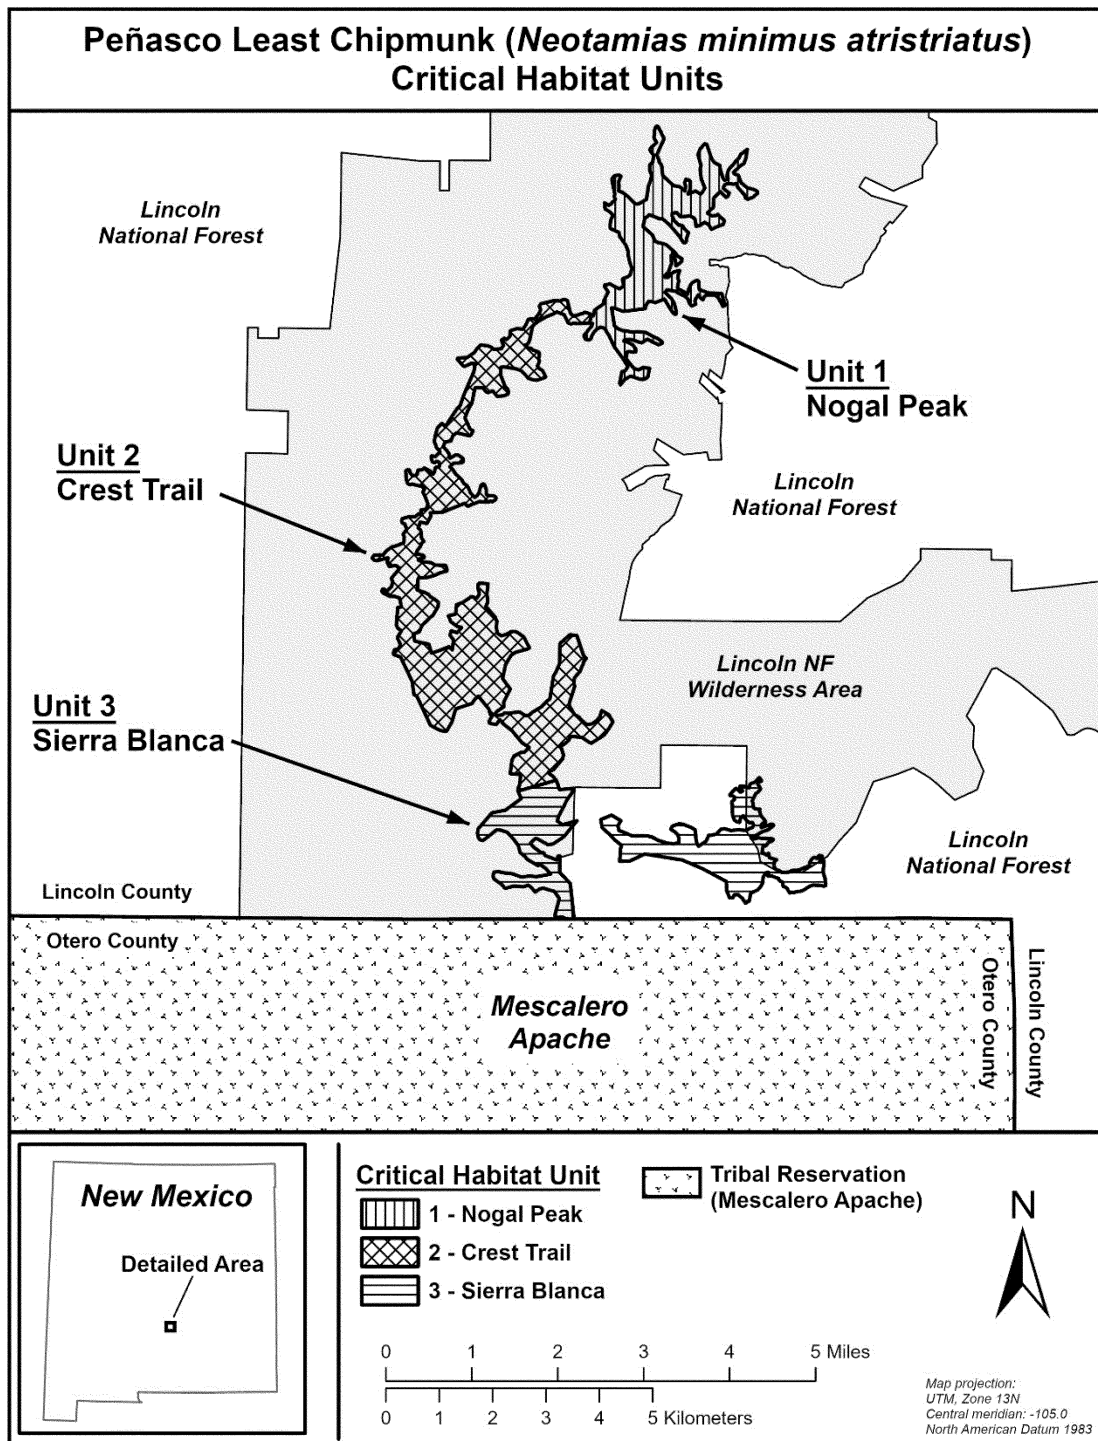 Peñasco Least Chipmunk (Neotamias minimus atristriatus)
Critical Habitat Units
Lincoln
National Forest
Unit 1
Nogal Peak
Unit 2
Crest Trail
Lincoln
National Forest
Lincoln NF
Wilderness Area
Unit 3
Sierra Blanca
Lincoln
National Forest
Lincoln County
Otero County
Mescalero
Apache
Otero County
Lincoln County
New Mexico
Detailed Area
Critical Habitat Unit
1 - Nogal Peak
2 - Crest Trail
3 - Sierra Blanca
Tribal Reservation
(Mescalero Apache)
N
0 1 2 3 4 5 Miles
0 1 2 3 4 5 Kilometers
Map projection:
UTM, Zone 13N
Central meridian: -105.0
North American Datum 1983